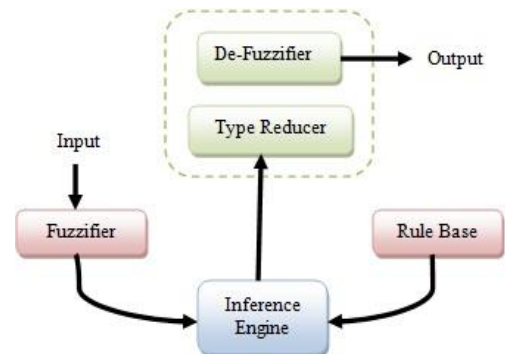 De-Fuzzifier
Output
Type Reducer
Input
Fuzzifier
Rule Base
Inference
Engine